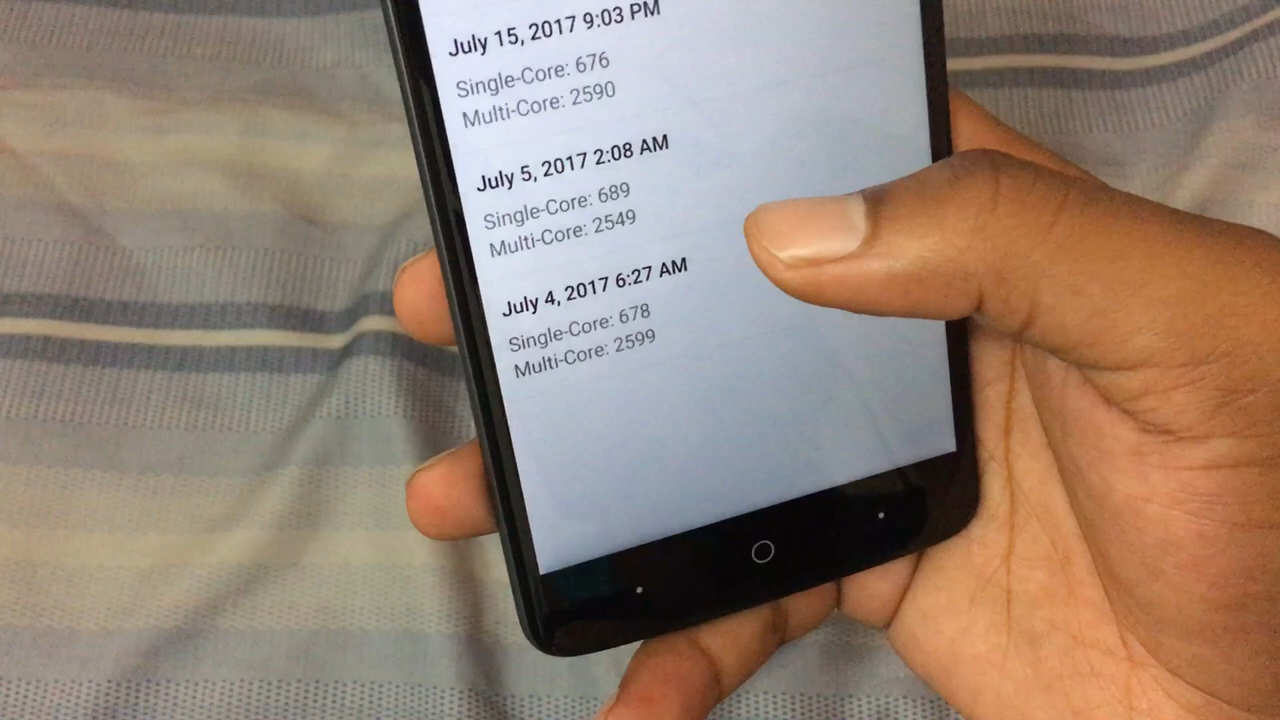 July 15, 2017 9:03 PM
Single-Core: 676
Multi-Core: 2590
July 5, 2017 2:08 AM
Single-Core: 689
Multi-Core: 2549
July 4, 2017 6:27 AM
Single-Core: 678
Multi-Core: 2599